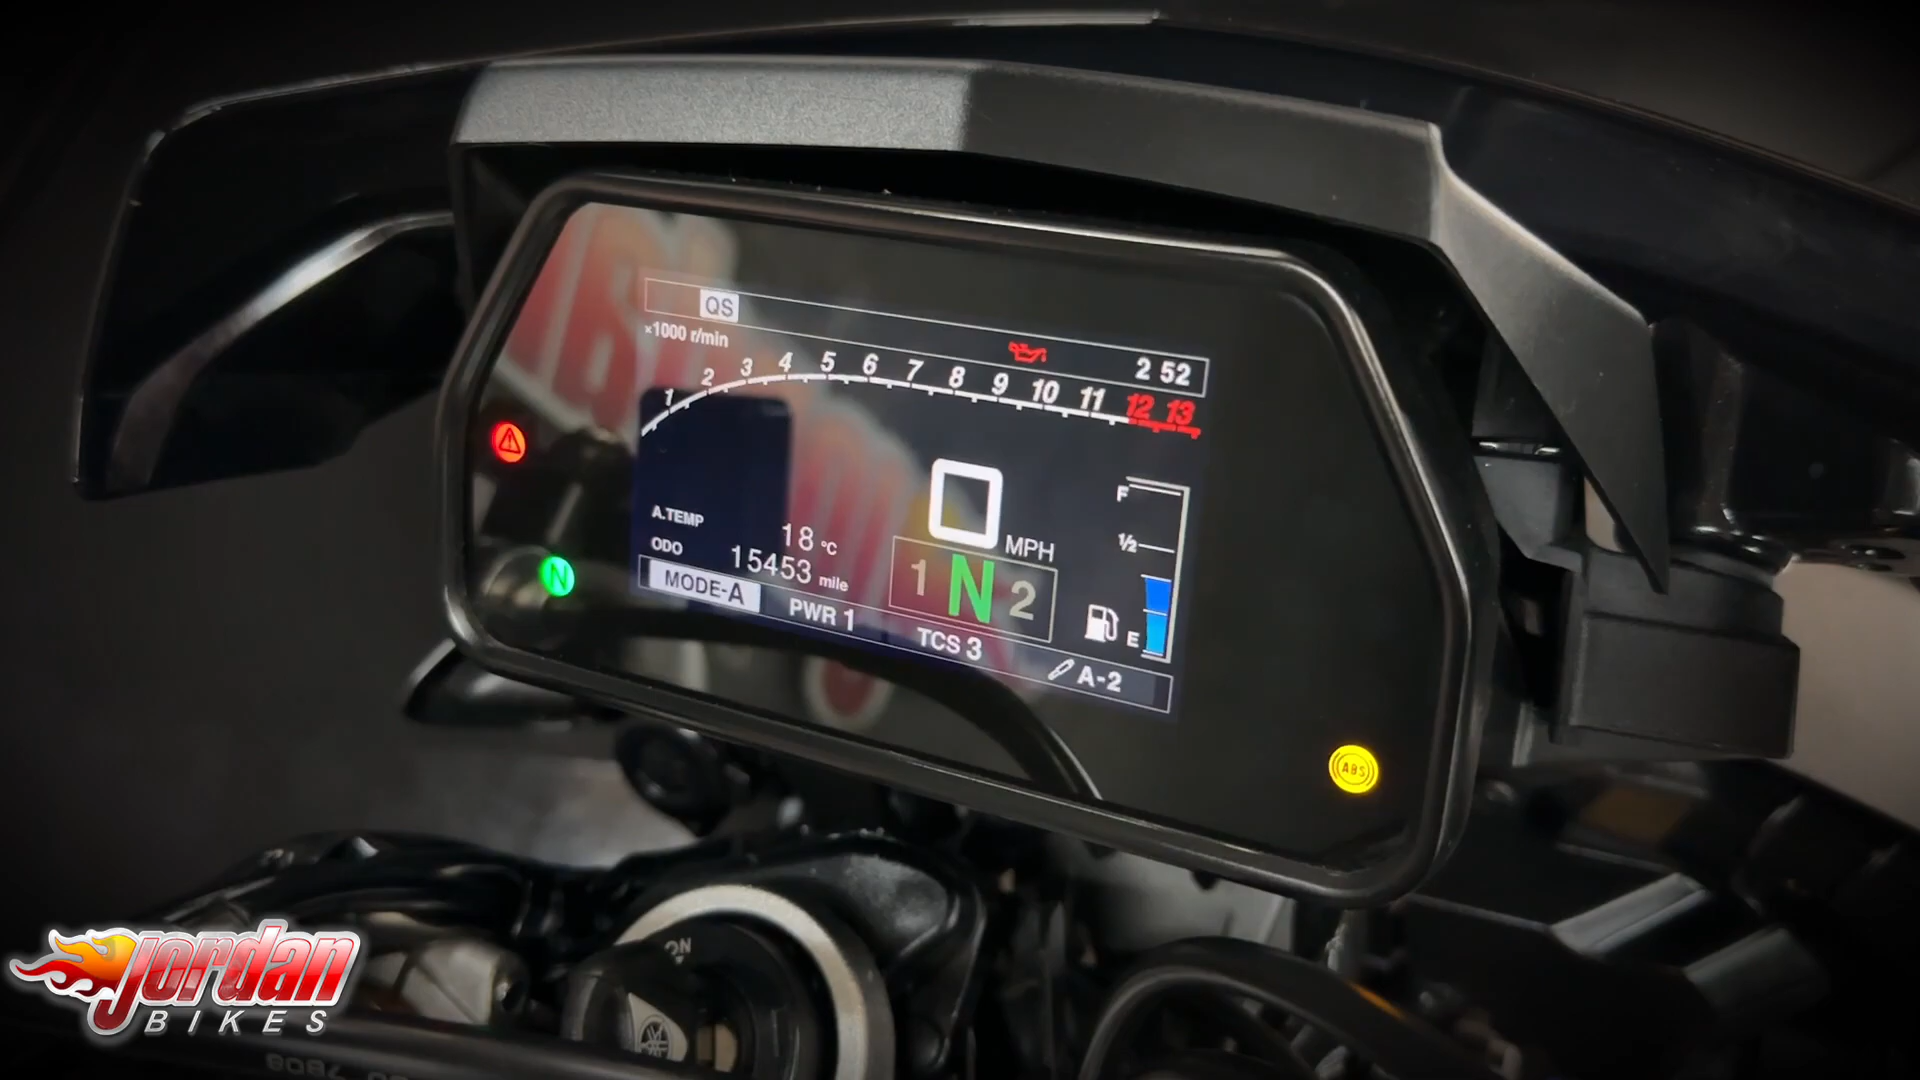 QS
2 52
×1000 r/min
1 2 3 4 5 6 7 8 9 10 11 12 13
F
1/2
E
0 MPH
A.TEMP 18 °C
ODO 15453 mile
1 N 2
N
MODE-A PWR 1 TCS 3 A-2
ABS
ON
Jordan
BIKES